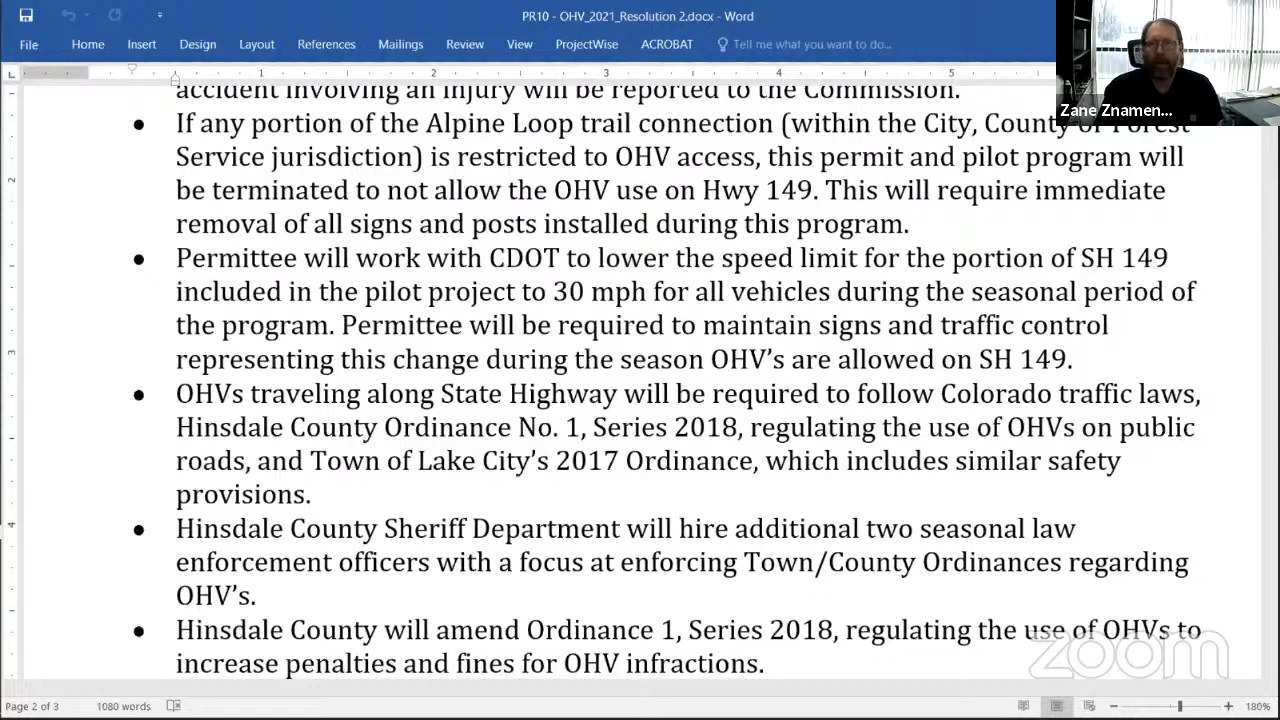 PR10 - OHV_2021_Resolution 2.docx - Word
File Home Insert Design Layout References Mailings Review View ProjectWise ACROBAT Tell me what you want to do...
Zane Znamen...
1 2 3 4 5
accident involving an injury will be reported to the Commission.
• If any portion of the Alpine Loop trail connection (within the City, County or Forest
Service jurisdiction) is restricted to OHV access, this permit and pilot program will
be terminated to not allow the OHV use on Hwy 149. This will require immediate
removal of all signs and posts installed during this program.
• Permittee will work with CDOT to lower the speed limit for the portion of SH 149
included in the pilot project to 30 mph for all vehicles during the seasonal period of
the program. Permittee will be required to maintain signs and traffic control
representing this change during the season OHV’s are allowed on SH 149.
• OHVs traveling along State Highway will be required to follow Colorado traffic laws,
Hinsdale County Ordinance No. 1, Series 2018, regulating the use of OHVs on public
roads, and Town of Lake City’s 2017 Ordinance, which includes similar safety
provisions.
• Hinsdale County Sheriff Department will hire additional two seasonal law
enforcement officers with a focus at enforcing Town/County Ordinances regarding
OHV’s.
• Hinsdale County will amend Ordinance 1, Series 2018, regulating the use of OHVs to
increase penalties and fines for OHV infractions.
zoom
Page 2 of 3 1080 words 180%